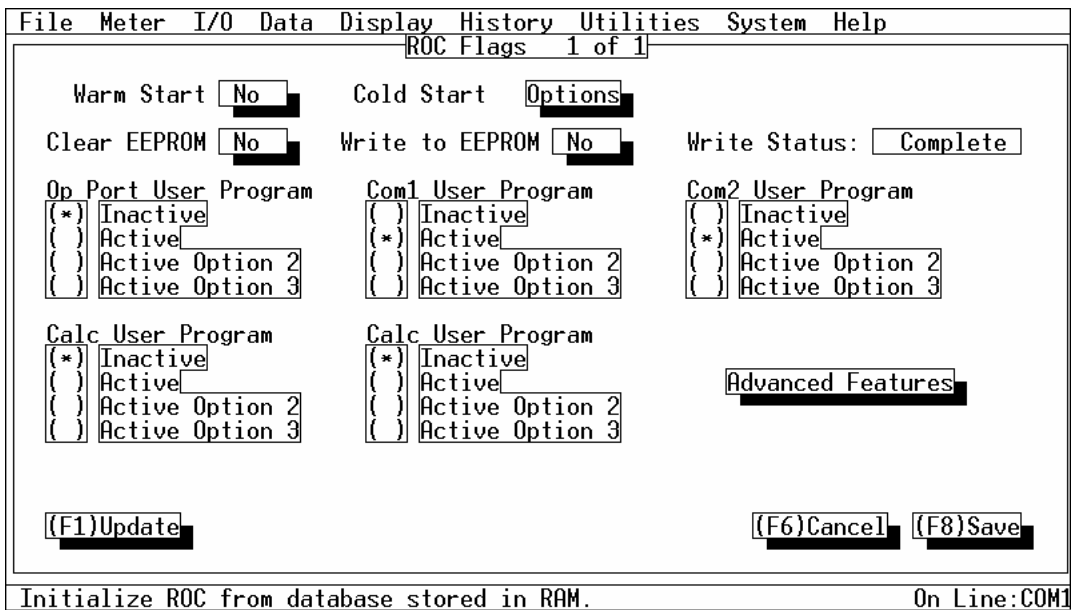 File Meter I/O Data Display History Utilities System Help
ROC Flags 1 of 1
Warm Start No Cold Start Options
Clear EEPROM No Write to EEPROM No Write Status: Complete
Op Port User Program Com1 User Program Com2 User Program
(*) Inactive ( ) Inactive ( ) Inactive
( ) Active (*) Active (*) Active
( ) Active Option 2 ( ) Active Option 2 ( ) Active Option 2
( ) Active Option 3 ( ) Active Option 3 ( ) Active Option 3
Calc User Program Calc User Program
(*) Inactive (*) Inactive
( ) Active ( ) Active Advanced Features
( ) Active Option 2 ( ) Active Option 2
( ) Active Option 3 ( ) Active Option 3
(F1)Update (F6)Cancel (F8)Save
Initialize ROC from database stored in RAM. On Line:COM1